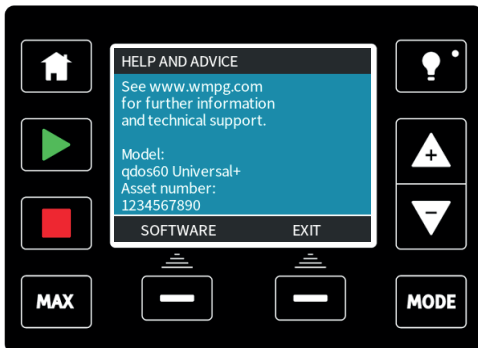 HELP AND ADVICE
See www.wmpg.com
for further information
and technical support.
Model:
qdos60 Universal+
Asset number:
1234567890
SOFTWARE EXIT
MAX
MODE